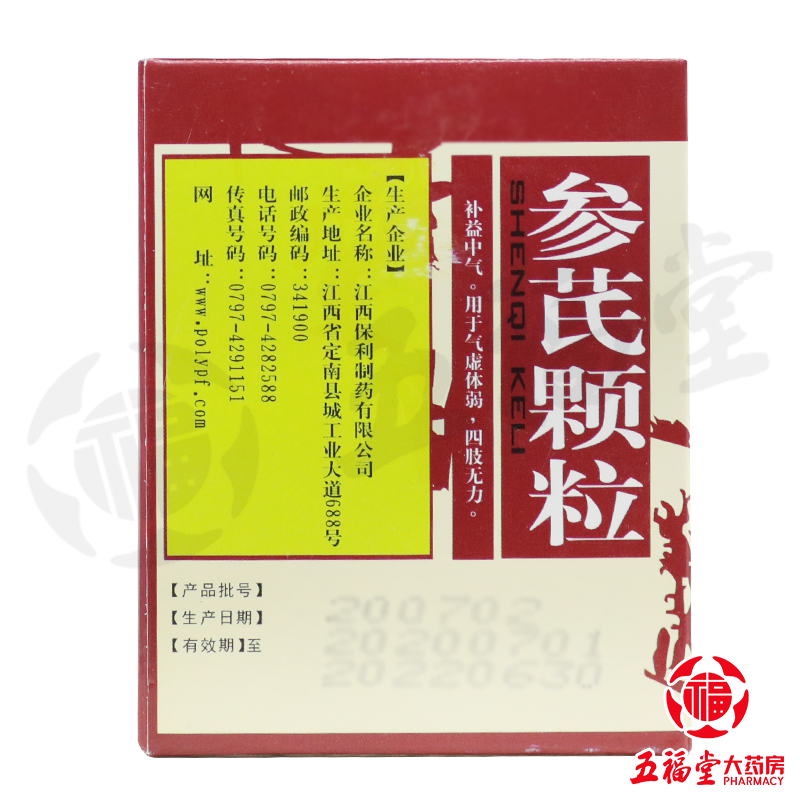 参芪颗粒
SHENQI KELI
补益中气。用于气虚体弱,四肢无力。
【生产企业】
企业名称:江西保利制药有限公司
生产地址:江西省定南县城工业大道688号
邮政编码:341900
电话号码:0797-4282588
传真号码:0797-4291151
网 址:www.polypf.com
【产品批号】 200702
【生产日期】 20200701
【有效期】至 20220630
五福堂
福
福
五福堂大药房
PHARMACY